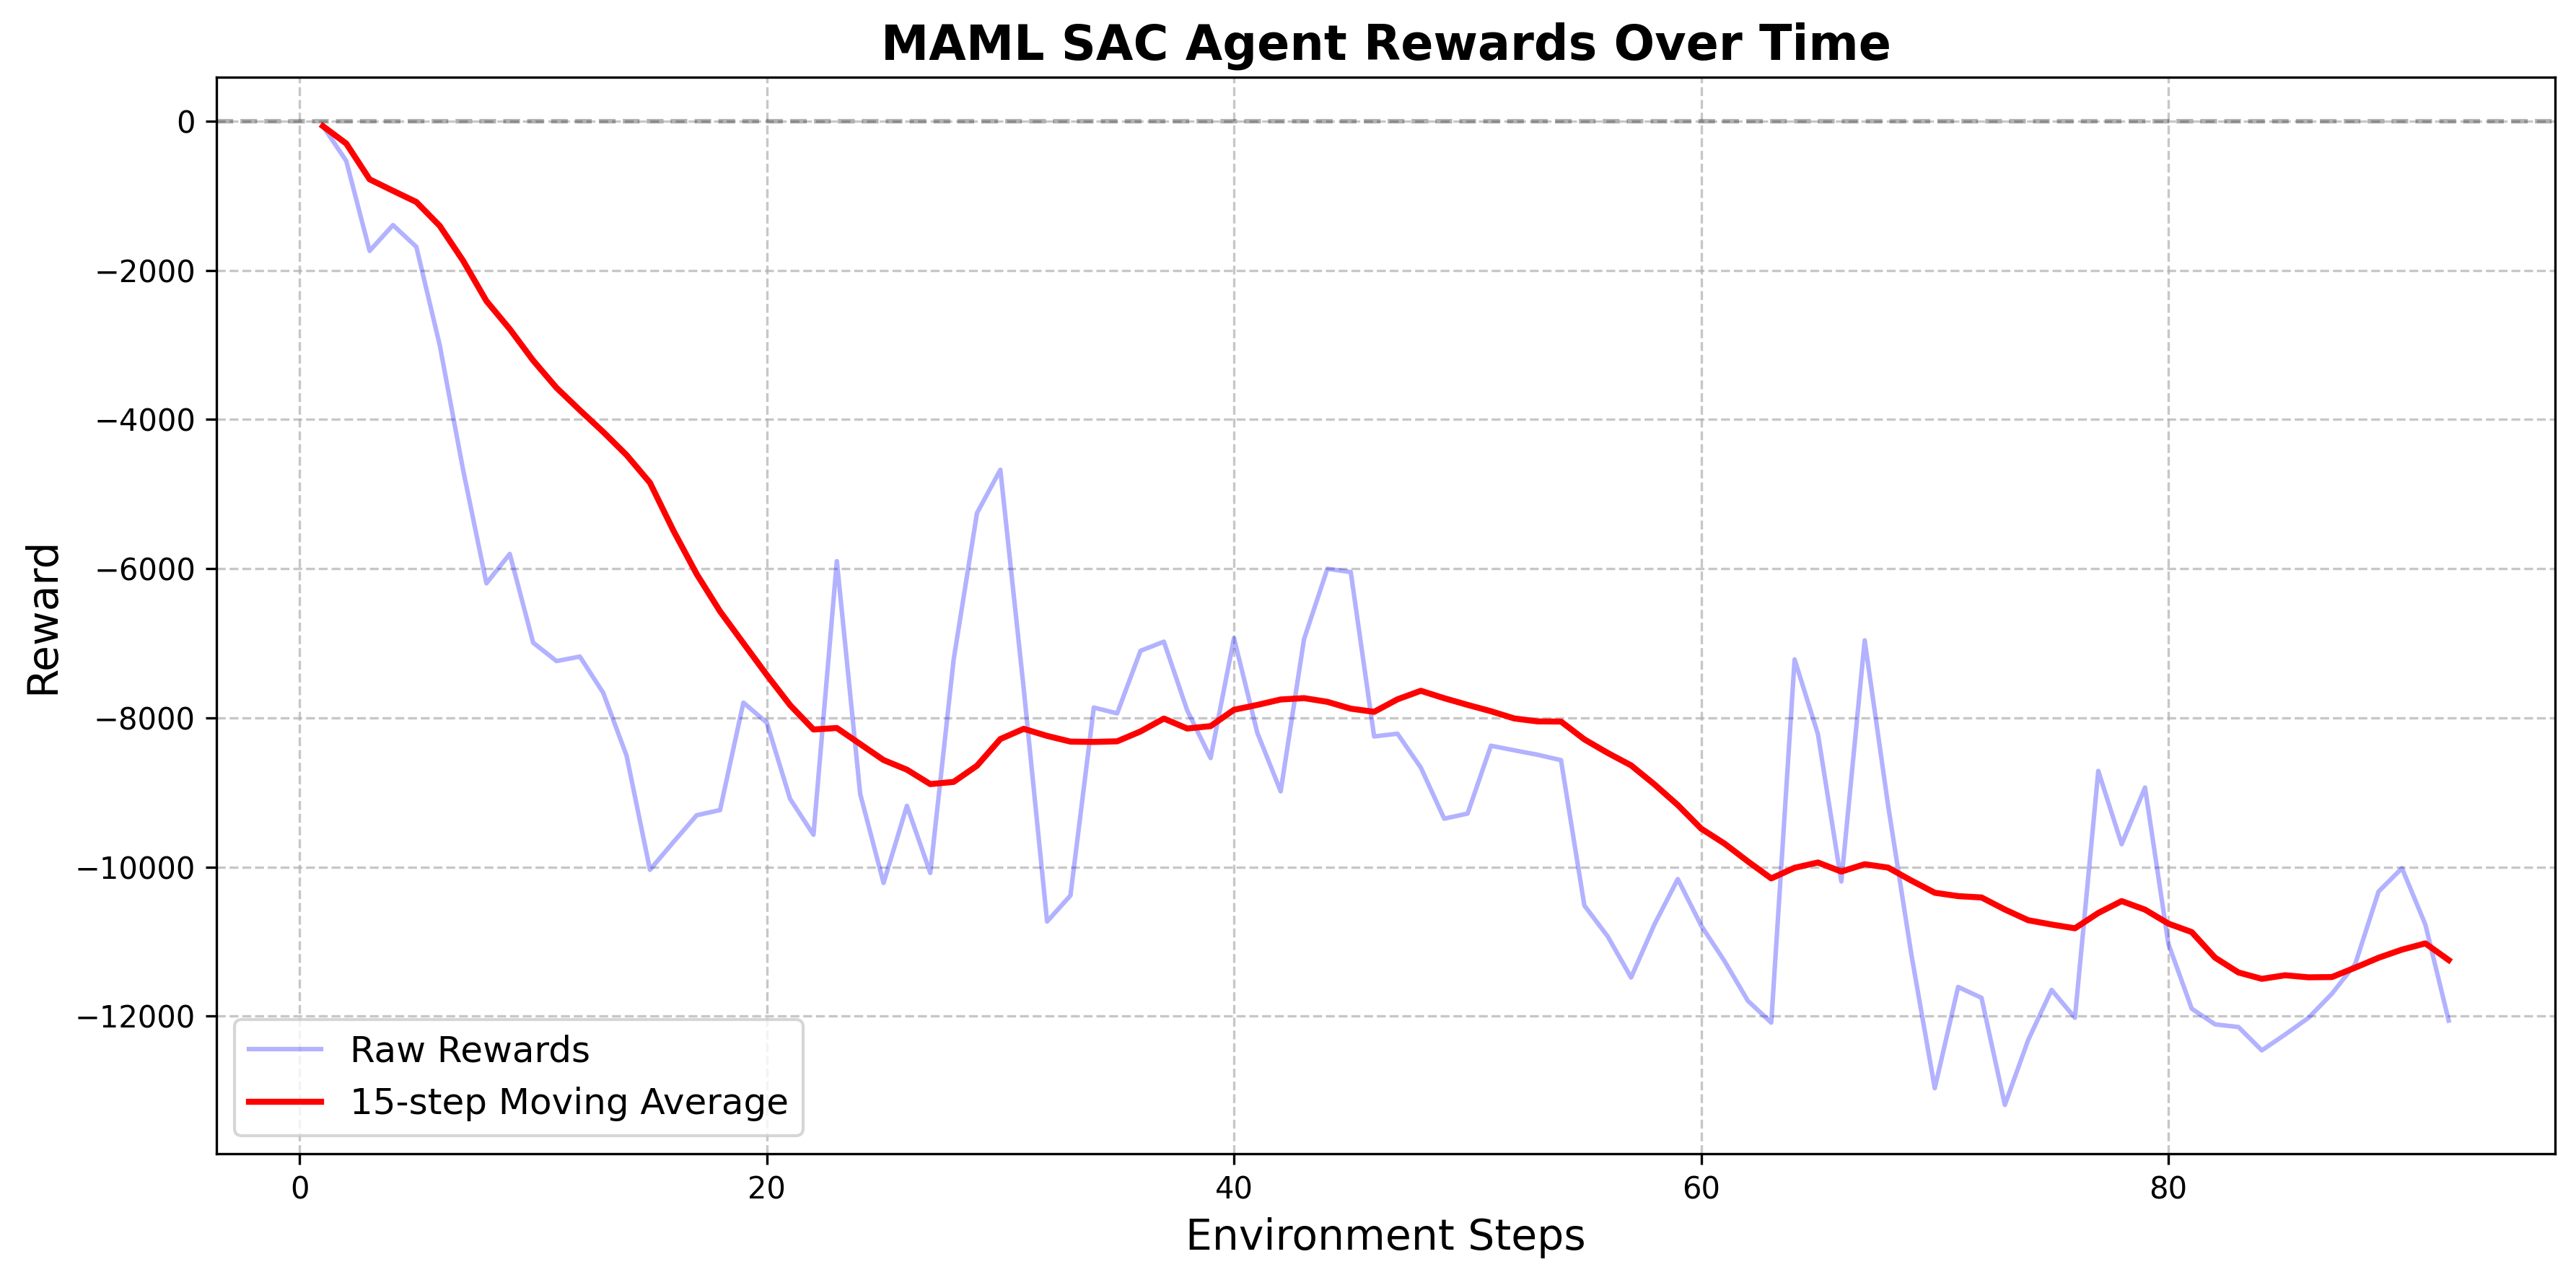 MAML SAC Agent Rewards Over Time
Reward
0
−2000
−4000
−6000
−8000
−10000
−12000
Raw Rewards
15-step Moving Average
0 20 40 60 80
Environment Steps